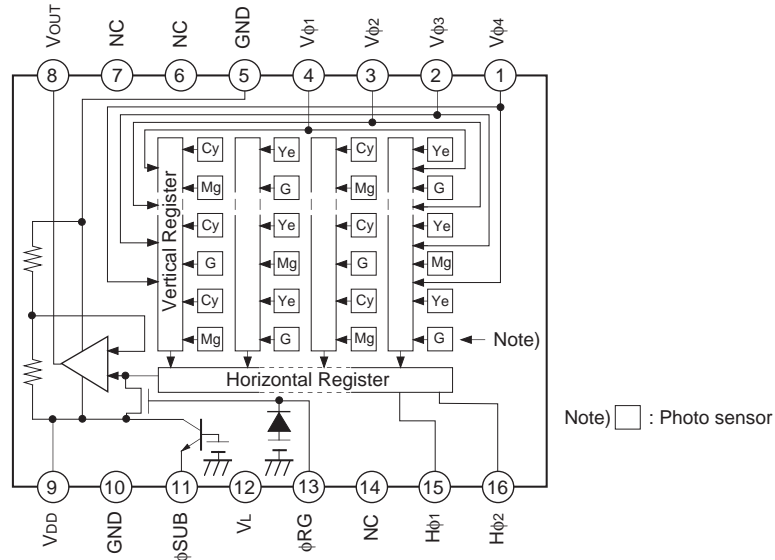 VOUT NC NC GND Vφ1 Vφ2 Vφ3 Vφ4
8 7 6 5 4 3 2 1
Vertical Register
Cy Ye Cy Ye
Mg G Mg G
Cy Ye Cy Ye
G Mg G Mg
Cy Ye Cy Ye
Mg G Mg G
Note)
Horizontal Register
Note) : Photo sensor
9 10 11 12 13 14 15 16
VDD GND φSUB VL φRG NC Hφ1 Hφ2